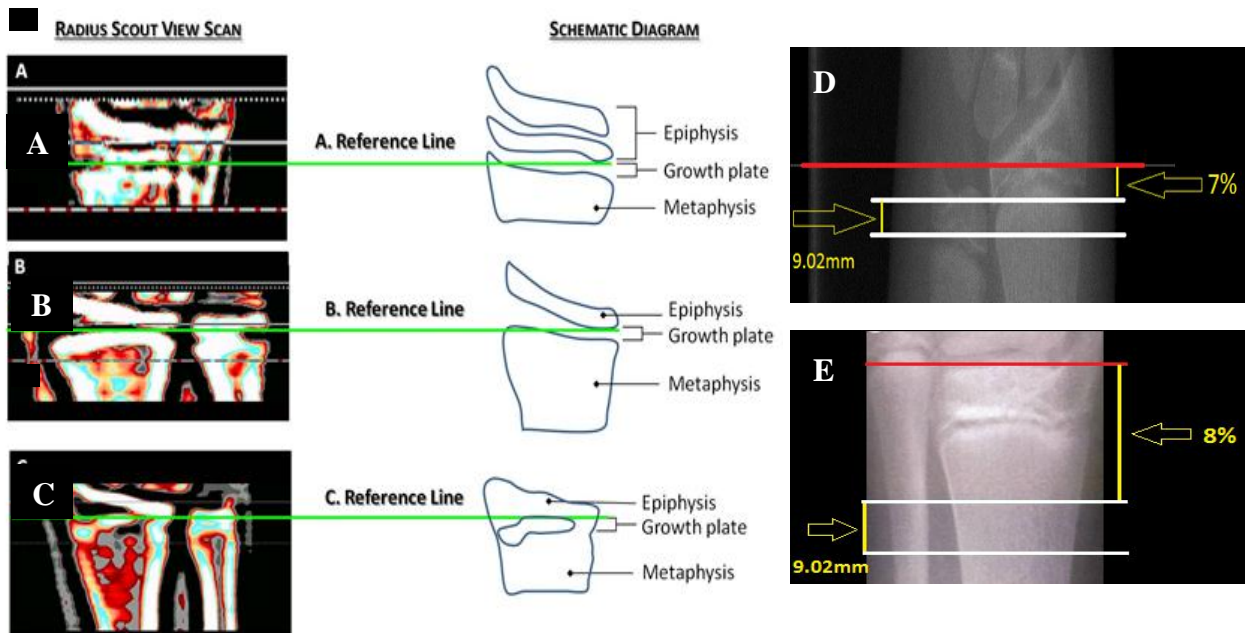 RADIUS SCOUT VIEW SCAN
SCHEMATIC DIAGRAM
A
A
A. Reference Line
Epiphysis
Growth plate
Metaphysis
B
B
B. Reference Line
Epiphysis
Growth plate
Metaphysis
C
C. Reference Line
Epiphysis
Growth plate
Metaphysis
D
7%
9.02mm
E
8%
9.02mm